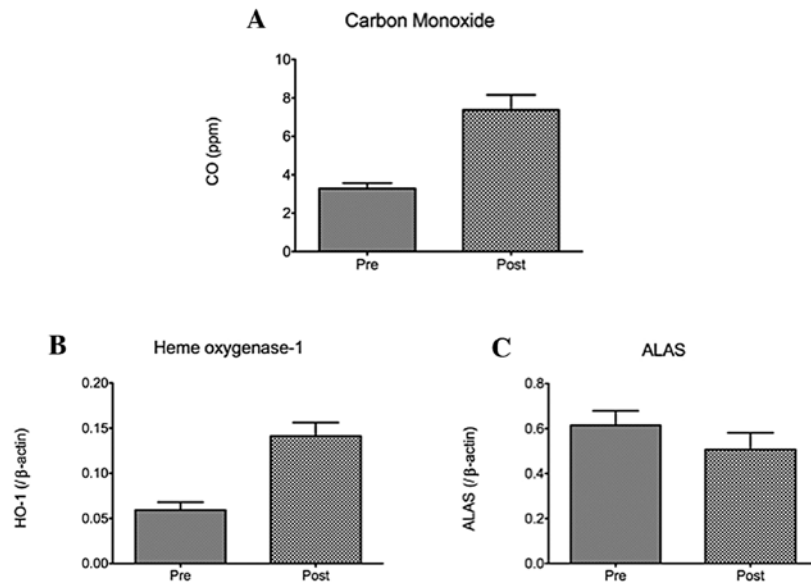 A Carbon Monoxide
CO (ppm)
10
8
6
4
2
0
Pre Post
B Heme oxygenase-1
HO-1 (/ β-actin)
0.20
0.15
0.10
0.05
0.00
Pre Post
C ALAS
ALAS (/ β-actin)
0.8
0.6
0.4
0.2
0.0
Pre Post